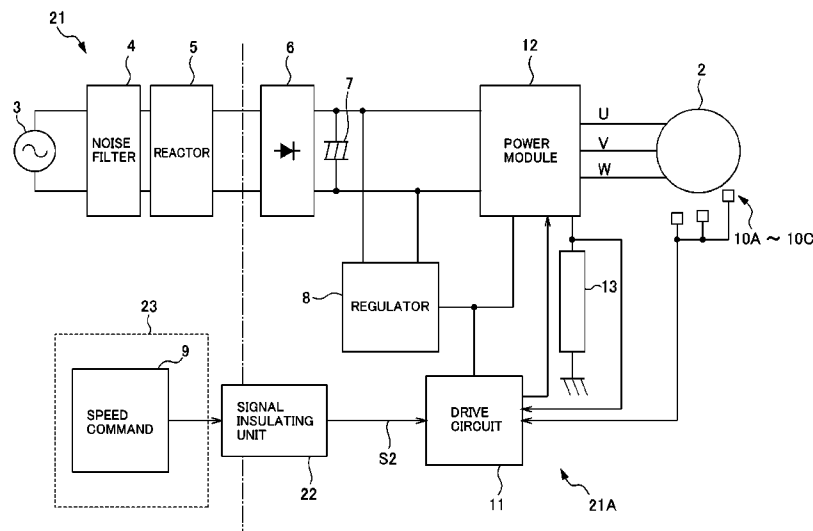 21
4
5
6
12
2
3
7
NOISE
FILTER
REACTOR
POWER
MODULE
U
V
W
10A ~ 10C
8
REGULATOR
13
23
9
SPEED
COMMAND
SIGNAL
INSULATING
UNIT
22
S2
DRIVE
CIRCUIT
11
21A